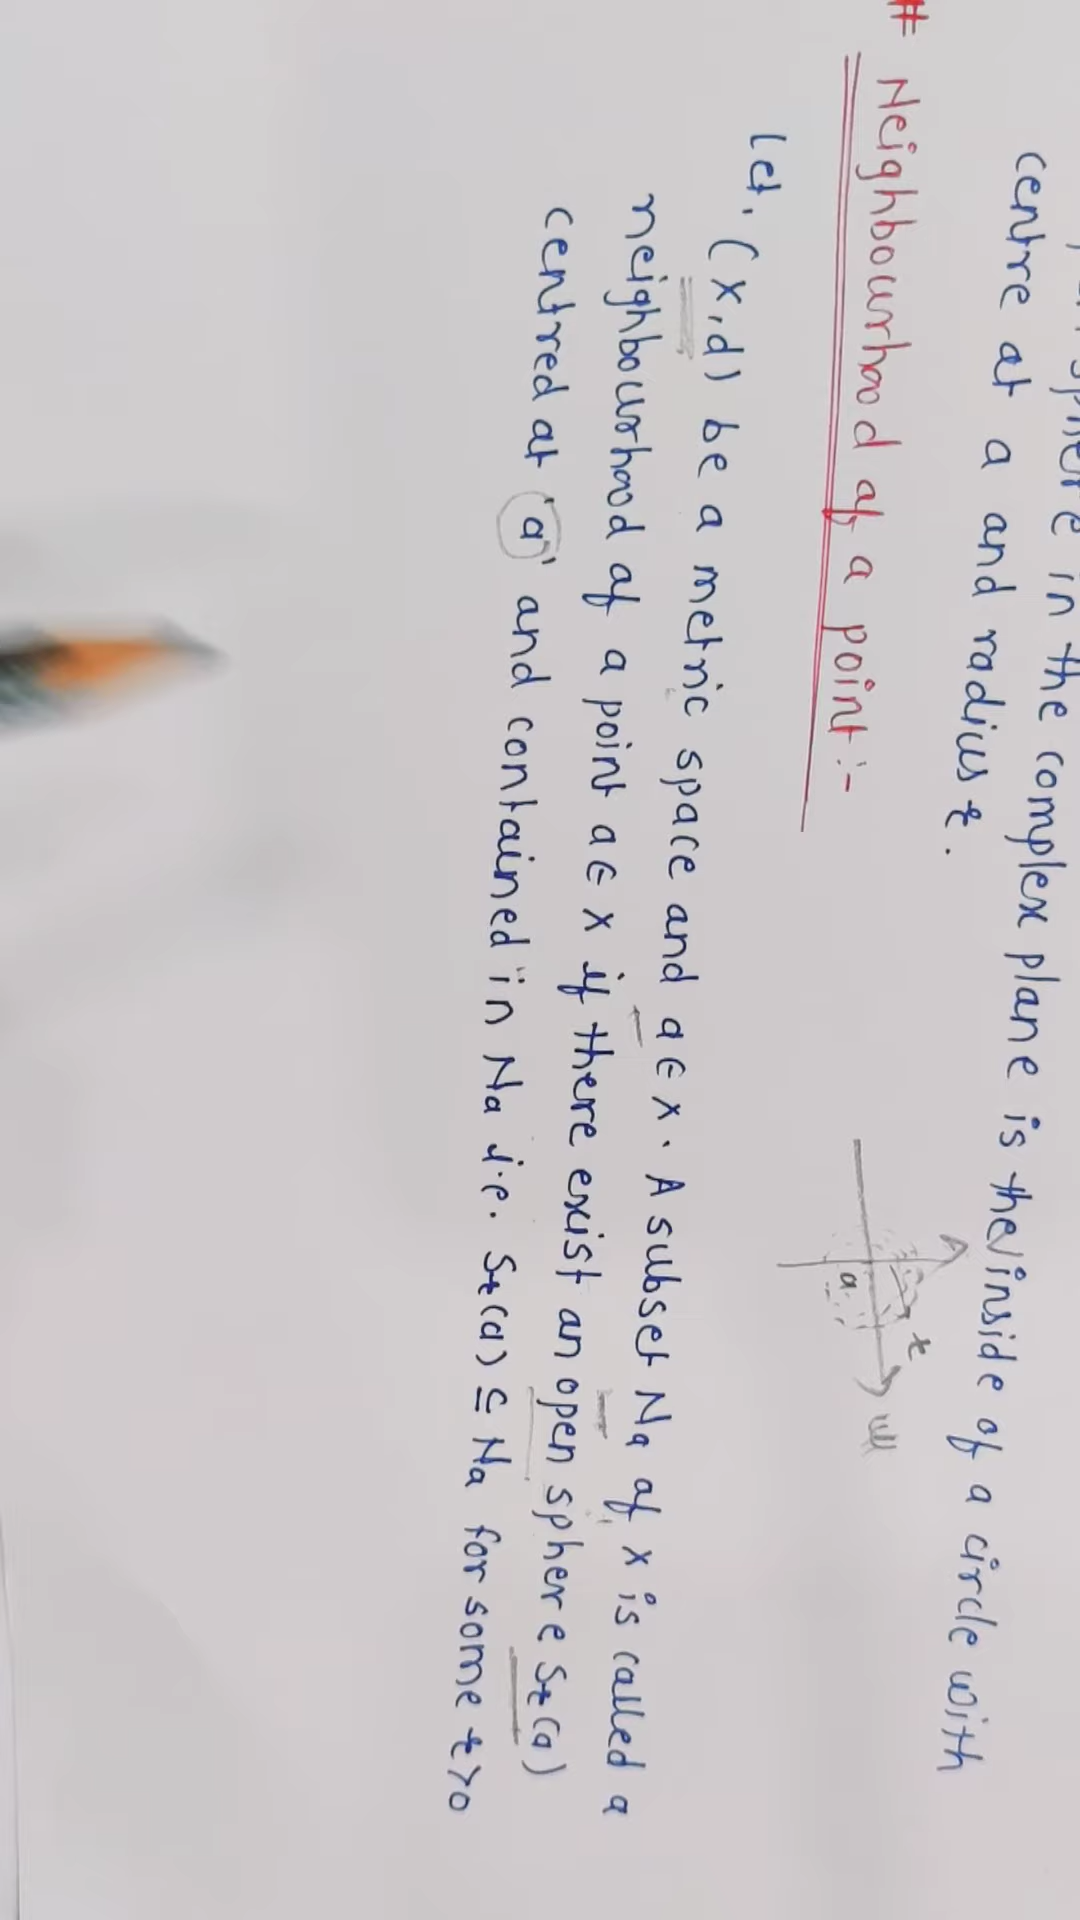 sphere in the complex plane is the inside of a circle with
centre at a and radius r.
# Neighbourhood of a point :-
a
r
Let, (X, d) be a metric space and a ∈ X. A subset Na of X is called a
neighbourhood of a point a ∈ X if there exist an open sphere Sr(a)
centred at 'a' and contained in Na i.e. Sr(a) ⊆ Na for some r>0